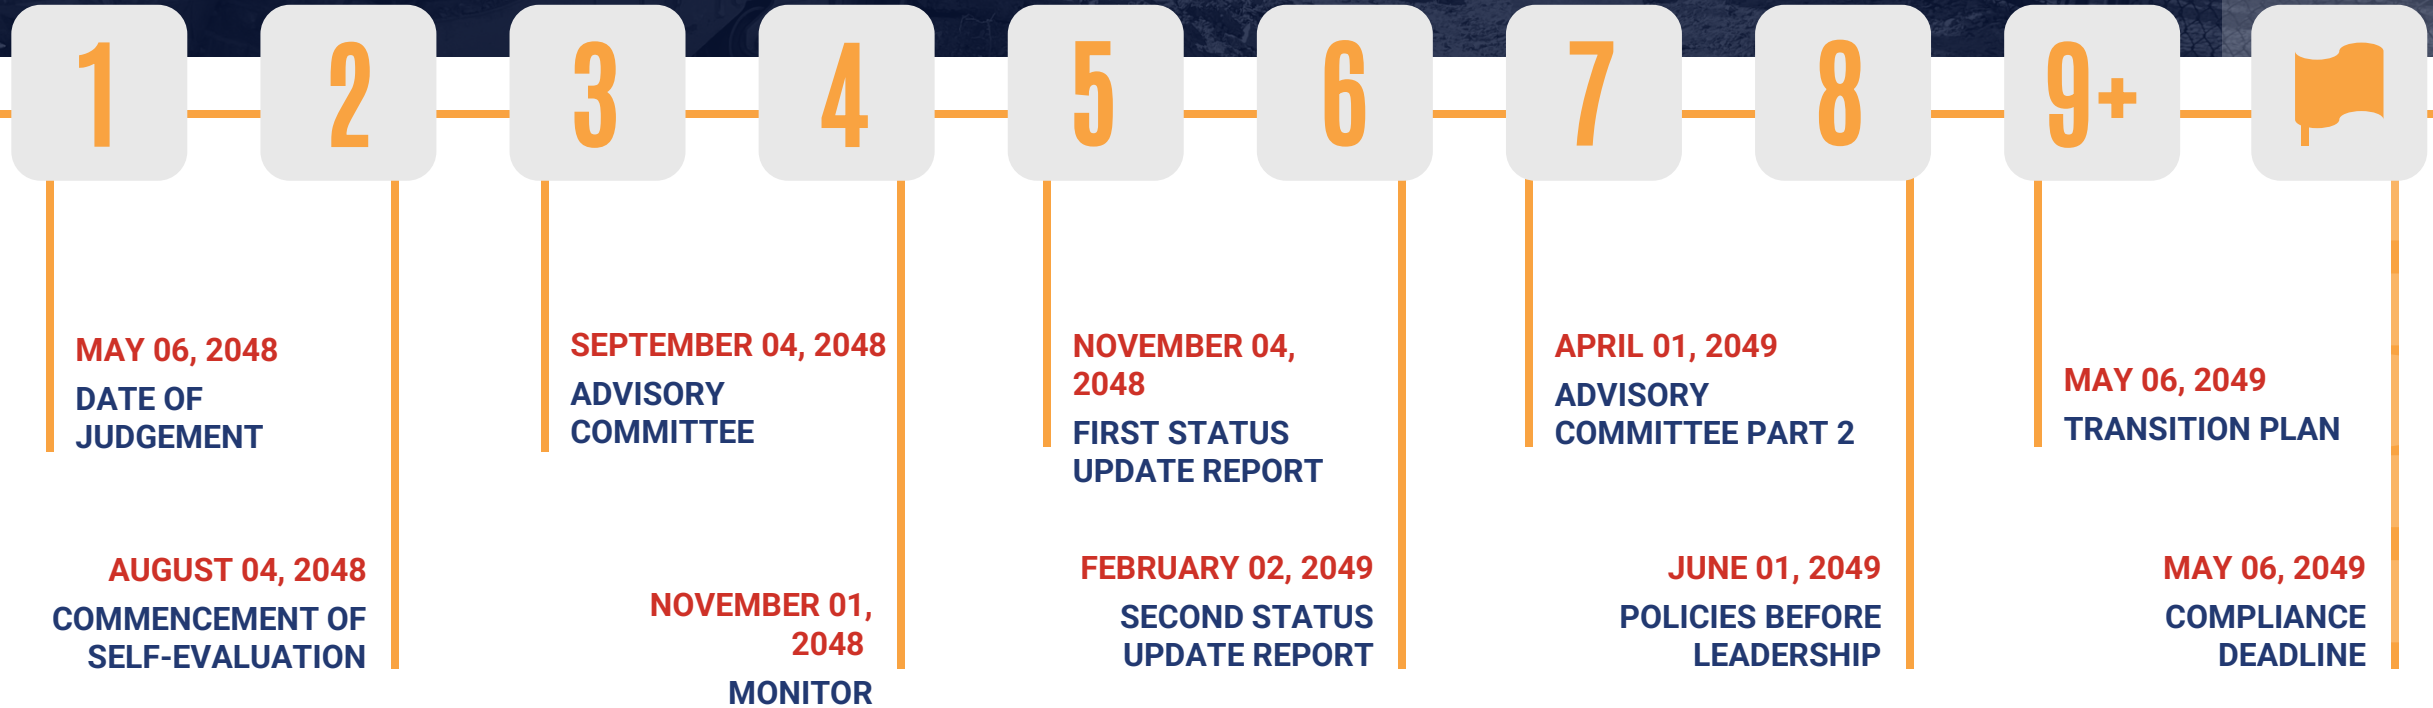 1
2
3
4
5
6
7
8
9+
MAY 06, 2048
DATE OF
JUDGEMENT
AUGUST 04, 2048
COMMENCEMENT OF
SELF-EVALUATION
SEPTEMBER 04, 2048
ADVISORY
COMMITTEE
NOVEMBER 01,
2048
MONITOR
NOVEMBER 04,
2048
FIRST STATUS
UPDATE REPORT
FEBRUARY 02, 2049
SECOND STATUS
UPDATE REPORT
APRIL 01, 2049
ADVISORY
COMMITTEE PART 2
JUNE 01, 2049
POLICIES BEFORE
LEADERSHIP
MAY 06, 2049
TRANSITION PLAN
MAY 06, 2049
COMPLIANCE
DEADLINE